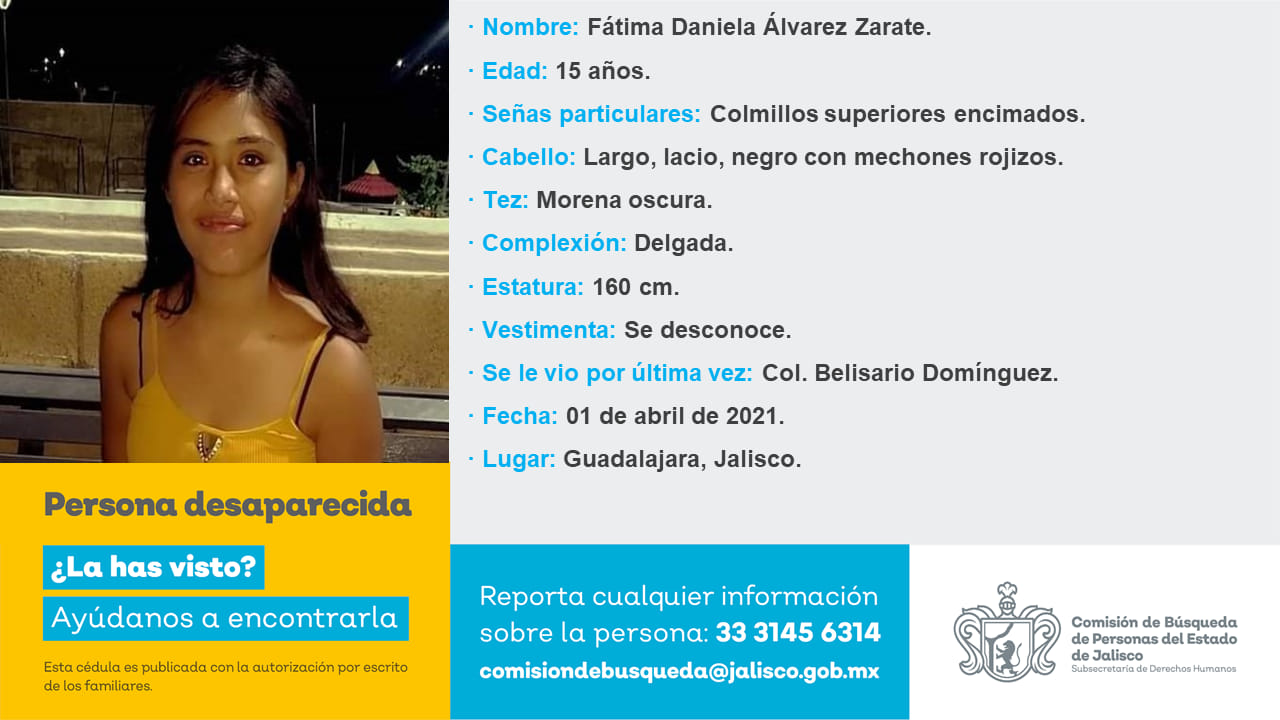 · Nombre: Fátima Daniela Álvarez Zarate.
· Edad: 15 años.
· Señas particulares: Colmillos superiores encimados.
· Cabello: Largo, lacio, negro con mechones rojizos.
· Tez: Morena oscura.
· Complexión: Delgada.
· Estatura: 160 cm.
· Vestimenta: Se desconoce.
· Se le vio por última vez: Col. Belisario Domínguez.
· Fecha: 01 de abril de 2021.
· Lugar: Guadalajara, Jalisco.
Persona desaparecida
¿La has visto?
Ayúdanos a encontrarla
Esta cédula es publicada con la autorización por escrito
de los familiares.
Reporta cualquier información
sobre la persona: 33 3145 6314
comisiondebusqueda@jalisco.gob.mx
Comisión de Búsqueda
de Personas del Estado
de Jalisco
Subsecretaría de Derechos Humanos